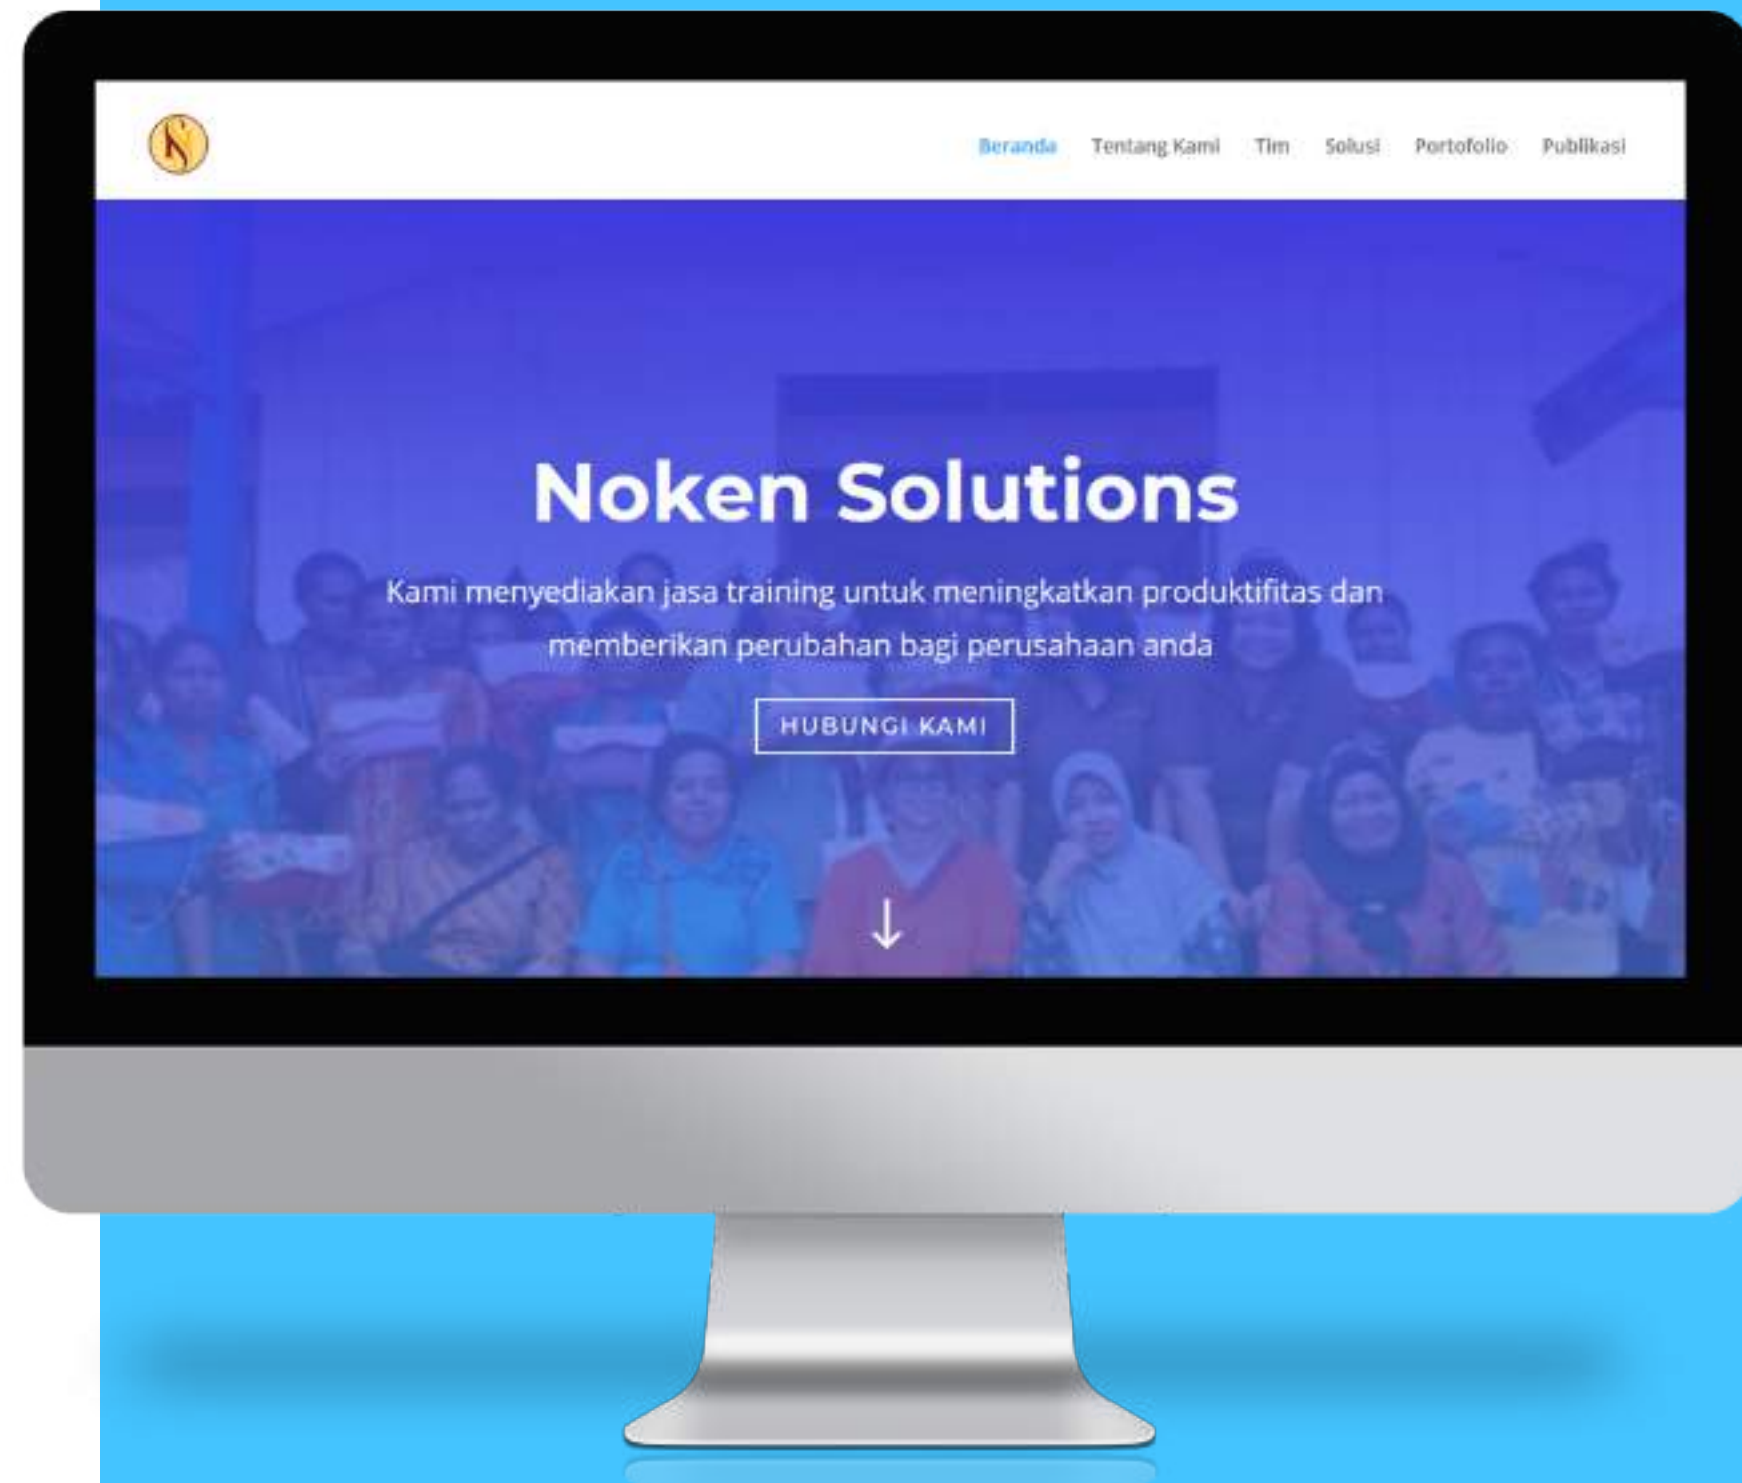 Beranda Tentang Kami Tim Solusi Portofolio Publikasi
Noken Solutions
Kami menyediakan jasa training untuk meningkatkan produktifitas dan
memberikan perubahan bagi perusahaan anda
HUBUNGI KAMI